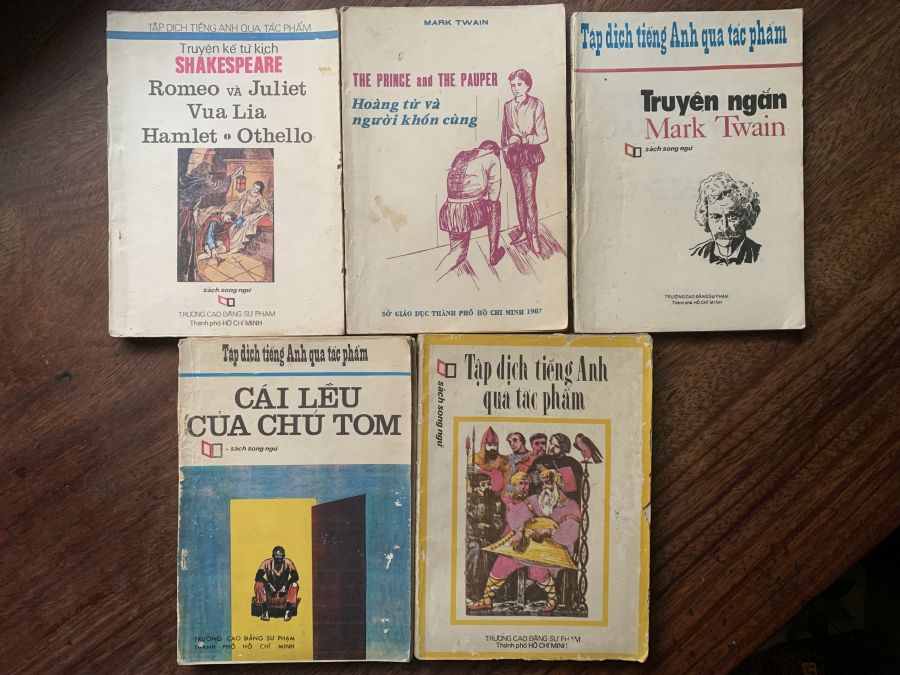 TẬP DỊCH TIẾNG ANH QUA TÁC PHẨM
Truyện kể từ kịch
SHAKESPEARE
Romeo VÀ Juliet
Vua Lia
Hamlet • Othello
sách song ngữ
TRƯỜNG CAO ĐẲNG SƯ PHẠM
Thành phố HỒ CHÍ MINH
MARK TWAIN
THE PRINCE and THE PAUPER
Hoàng tử và
người khốn cùng
SỞ GIÁO DỤC THÀNH PHỐ HỒ CHÍ MINH 1987
Tập dịch tiếng Anh qua tác phẩm
Truyện ngắn
Mark Twain
sách song ngữ
TRƯỜNG CAO ĐẲNG SƯ PHẠM
Thành phố HỒ CHÍ MINH
Tập dịch tiếng Anh qua tác phẩm
CÁI LỀU
CỦA CHÚ TOM
- sách song ngữ
TRƯỜNG CAO ĐẲNG SƯ PHẠM
THÀNH PHỐ HỒ CHÍ MINH
Tập dịch tiếng Anh
qua tác phẩm
sách song ngữ
TRƯỜNG CAO ĐẲNG SƯ PHẠM
Thành phố HỒ CHÍ MINH